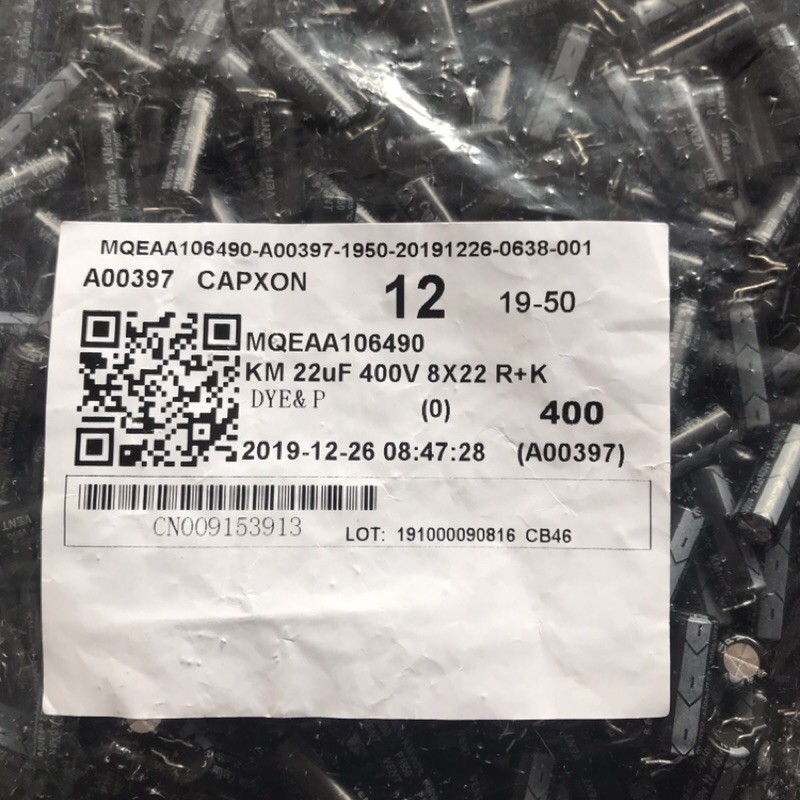 MQEAA106490-A00397-1950-20191226-0638-001
A00397 CAPXON 12 19-50
MQEAA106490
KM 22uF 400V 8X22 R+K
DYE& P (0) 400
2019-12-26 08:47:28 (A00397)
CN009153913
LOT: 191000090816 CB46